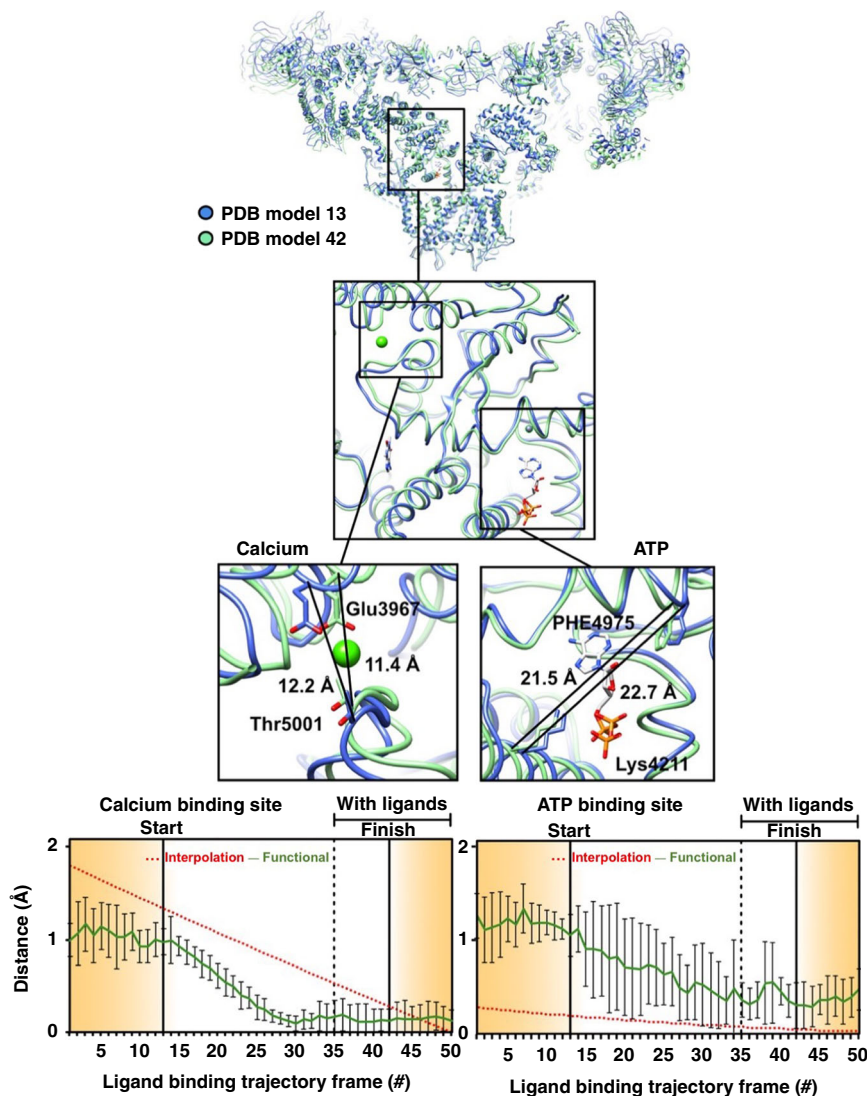 PDB model 13
PDB model 42
Calcium
ATP
Glu3967
11.4 Å
12.2 Å
Thr5001
PHE4975
21.5 Å
22.7 Å
Lys4211
Calcium binding site
With ligands
Start
Finish
Interpolation
Functional
2
1
0
Distance (Å)
5 10 15 20 25 30 35 40 45 50
Ligand binding trajectory frame (#)
ATP binding site
With ligands
Start
Finish
Interpolation
Functional
2
1
0
5 10 15 20 25 30 35 40 45 50
Ligand binding trajectory frame (#)